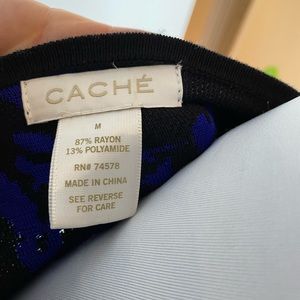 CACHÉ
M
87% RAYON
13% POLYAMIDE
RN# 74578
MADE IN CHINA
SEE REVERSE
FOR CARE